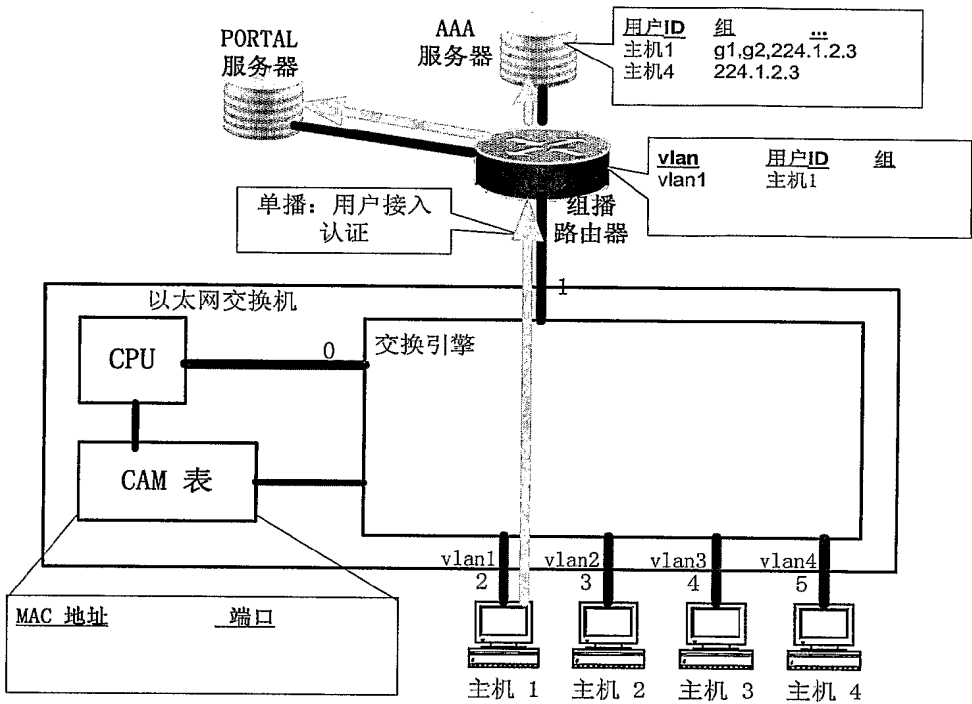 PORTAL
服务器
AAA
服务器
用户ID 组 ...
主机1 g1,g2,224.1.2.3
主机4 224.1.2.3
vlan 用户ID 组
vlan1 主机1
单播：用户接入
认证
组播
路由器
1
以太网交换机
CPU
0
交换引擎
CAM 表
vlan1 vlan2 vlan3 vlan4
2 3 4 5
MAC 地址 端口
主机 1 主机 2 主机 3 主机 4